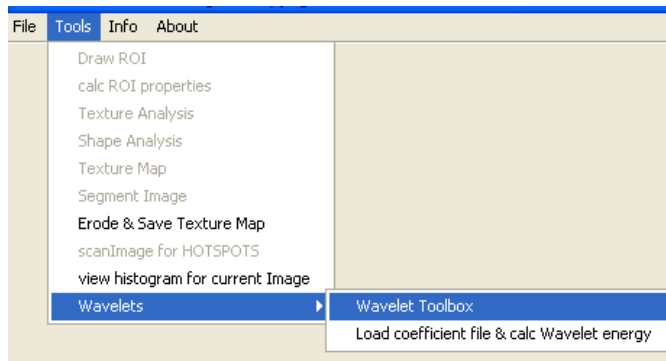 File Tools Info About
Draw ROI
calc ROI properties
Texture Analysis
Shape Analysis
Texture Map
Segment Image
Erode & Save Texture Map
scanImage for HOTSPOTS
view histogram for current Image
Wavelets Wavelet Toolbox
Load coefficient file & calc Wavelet energy